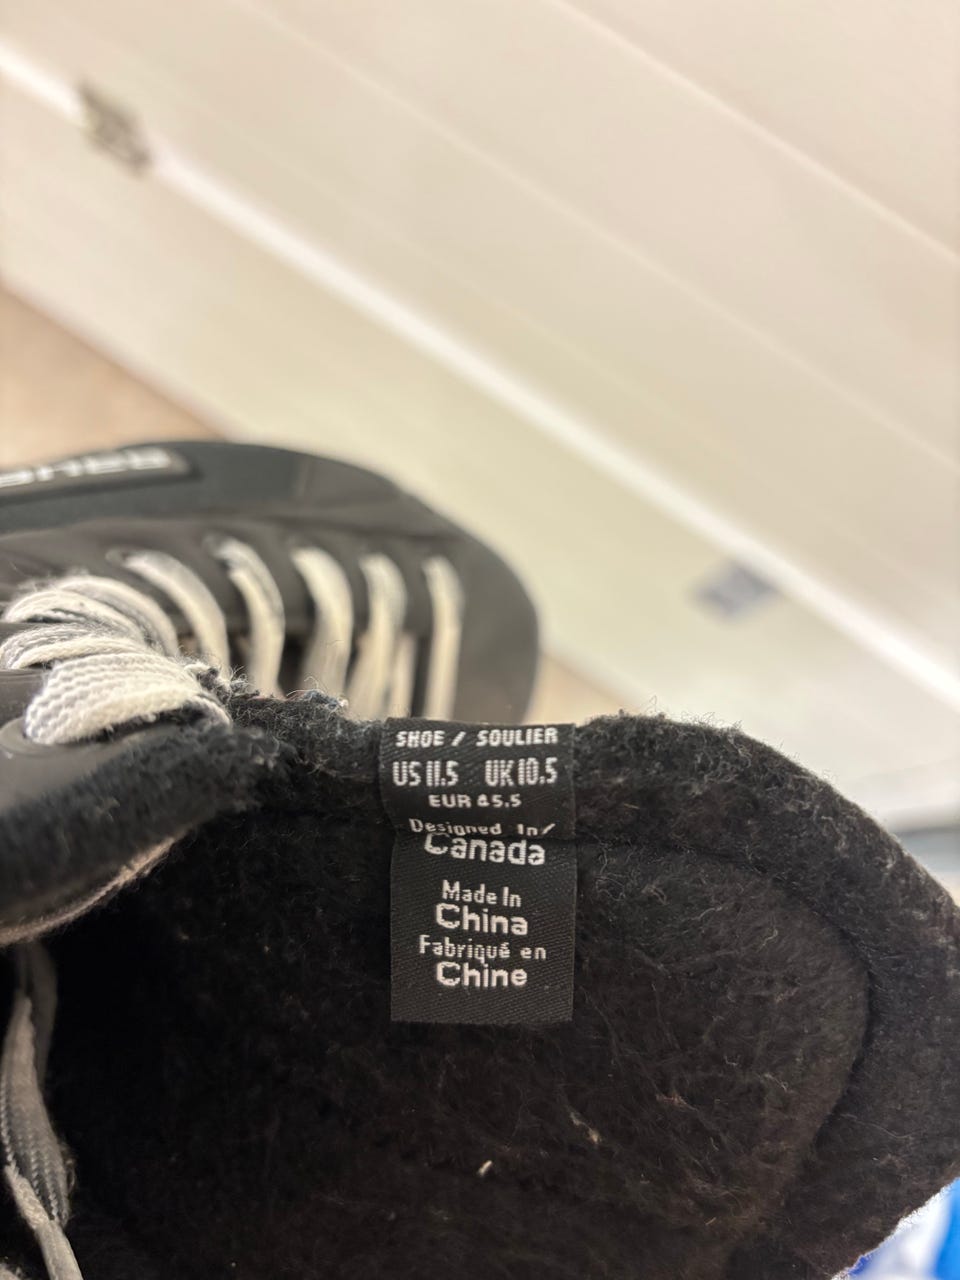 SHOE / SOULIER
US 11.5 UK 10.5
EUR 45.5
Designed In/
Canada
Made In
China
Fabriqué en
Chine